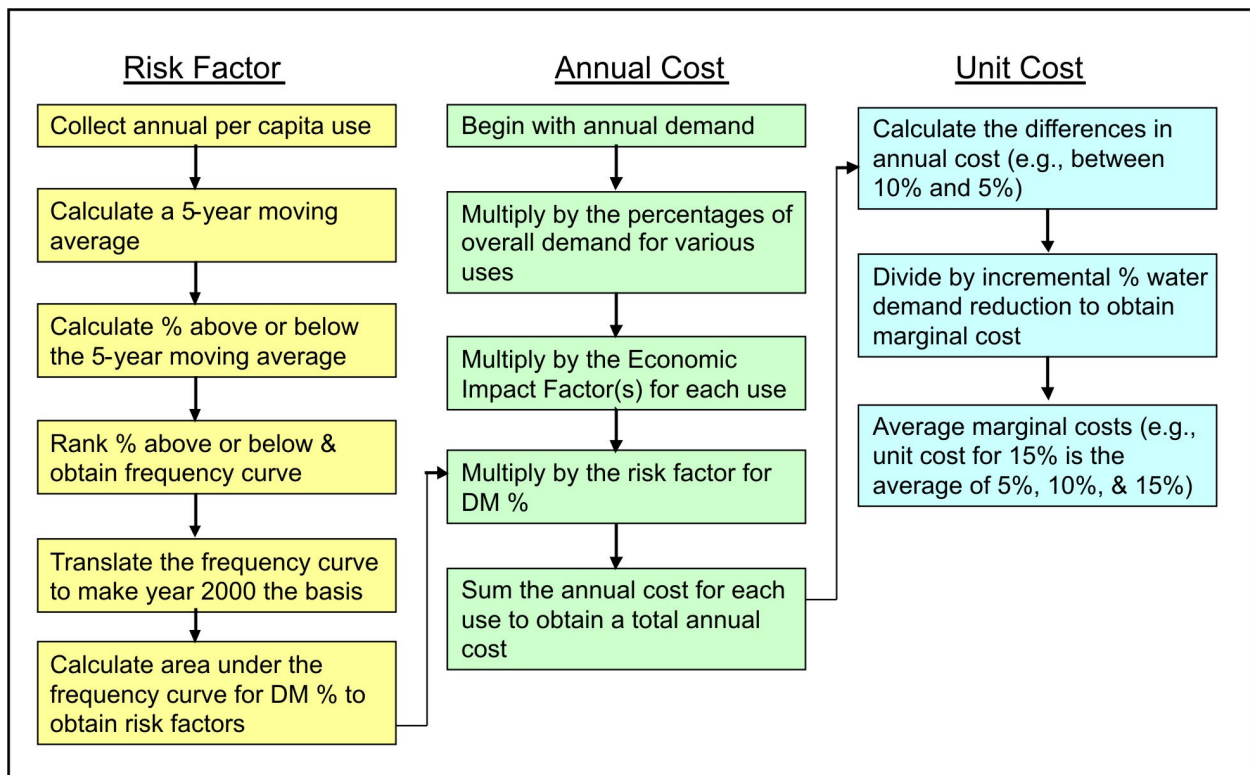 Risk Factor
Collect annual per capita use
Calculate a 5-year moving
average
Calculate % above or below
the 5-year moving average
Rank % above or below &
obtain frequency curve
Translate the frequency curve
to make year 2000 the basis
Calculate area under the
frequency curve for DM % to
obtain risk factors
Annual Cost
Begin with annual demand
Multiply by the percentages of
overall demand for various
uses
Multiply by the Economic
Impact Factor(s) for each use
Multiply by the risk factor for
DM %
Sum the annual cost for each
use to obtain a total annual
cost
Unit Cost
Calculate the differences in
annual cost (e.g., between
10% and 5%)
Divide by incremental % water
demand reduction to obtain
marginal cost
Average marginal costs (e.g.,
unit cost for 15% is the
average of 5%, 10%, & 15%)